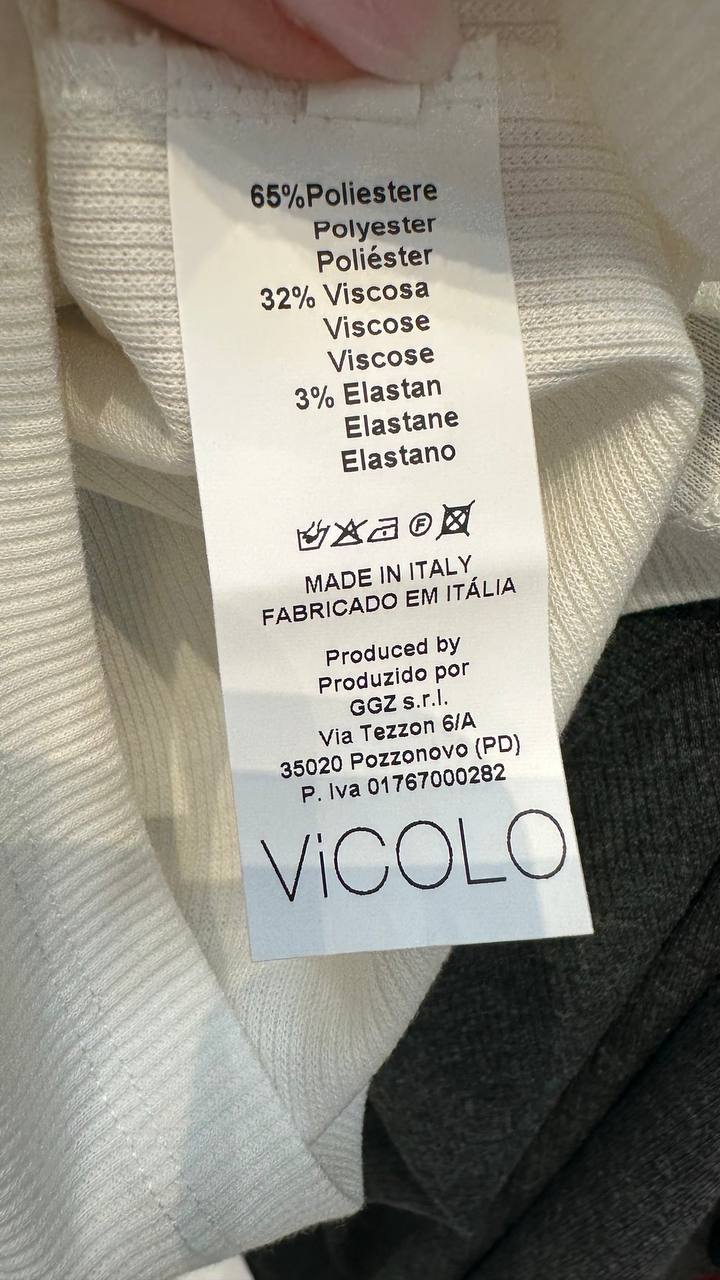 65%Poliestere
Polyester
Poliéster
32% Viscosa
Viscose
Viscose
3% Elastan
Elastane
Elastano
F
MADE IN ITALY
FABRICADO EM ITÁLIA
Produced by
Produzido por
GGZ s.r.l.
Via Tezzon 6/A
35020 Pozzonovo (PD)
P. Iva 01767000282
ViCOLO